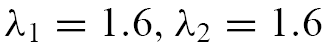 λ₁ = 1.6, λ₂ = 1.6